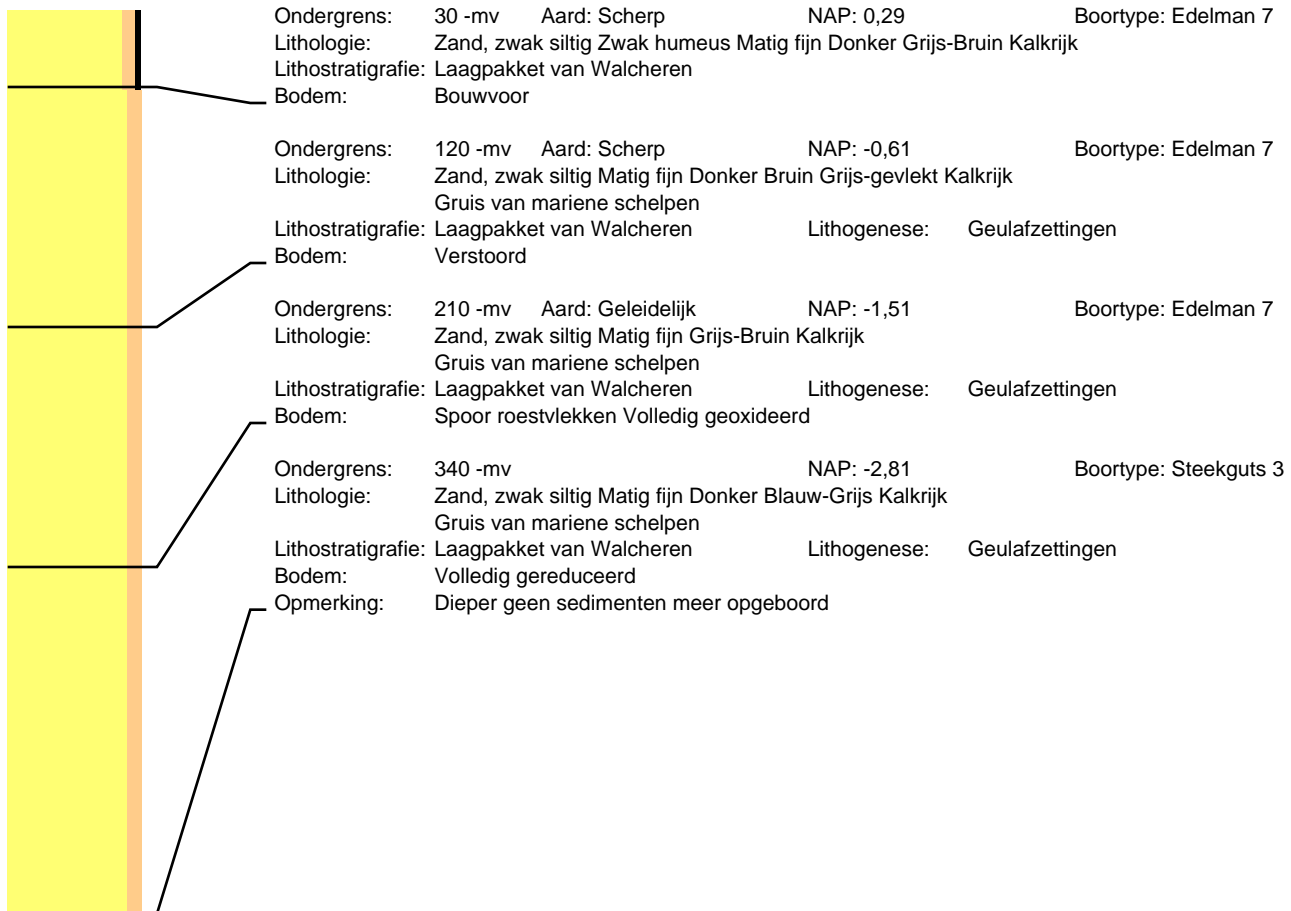 Ondergrens: 30 -mv Aard: Scherp NAP: 0,29 Boortype: Edelman 7
Lithologie: Zand, zwak siltig Zwak humeus Matig fijn Donker Grijs-Bruin Kalkrijk
Lithostratigrafie: Laagpakket van Walcheren
Bodem: Bouwvoor
Ondergrens: 120 -mv Aard: Scherp NAP: -0,61 Boortype: Edelman 7
Lithologie: Zand, zwak siltig Matig fijn Donker Bruin Grijs-gevlekt Kalkrijk
Gruis van mariene schelpen
Lithostratigrafie: Laagpakket van Walcheren Lithogenese: Geulafzettingen
Bodem: Verstoord
Ondergrens: 210 -mv Aard: Geleidelijk NAP: -1,51 Boortype: Edelman 7
Lithologie: Zand, zwak siltig Matig fijn Grijs-Bruin Kalkrijk
Gruis van mariene schelpen
Lithostratigrafie: Laagpakket van Walcheren Lithogenese: Geulafzettingen
Bodem: Spoor roestvlekken Volledig geoxideerd
Ondergrens: 340 -mv NAP: -2,81 Boortype: Steekguts 3
Lithologie: Zand, zwak siltig Matig fijn Donker Blauw-Grijs Kalkrijk
Gruis van mariene schelpen
Lithostratigrafie: Laagpakket van Walcheren Lithogenese: Geulafzettingen
Bodem: Volledig gereduceerd
Opmerking: Dieper geen sedimenten meer opgeboord